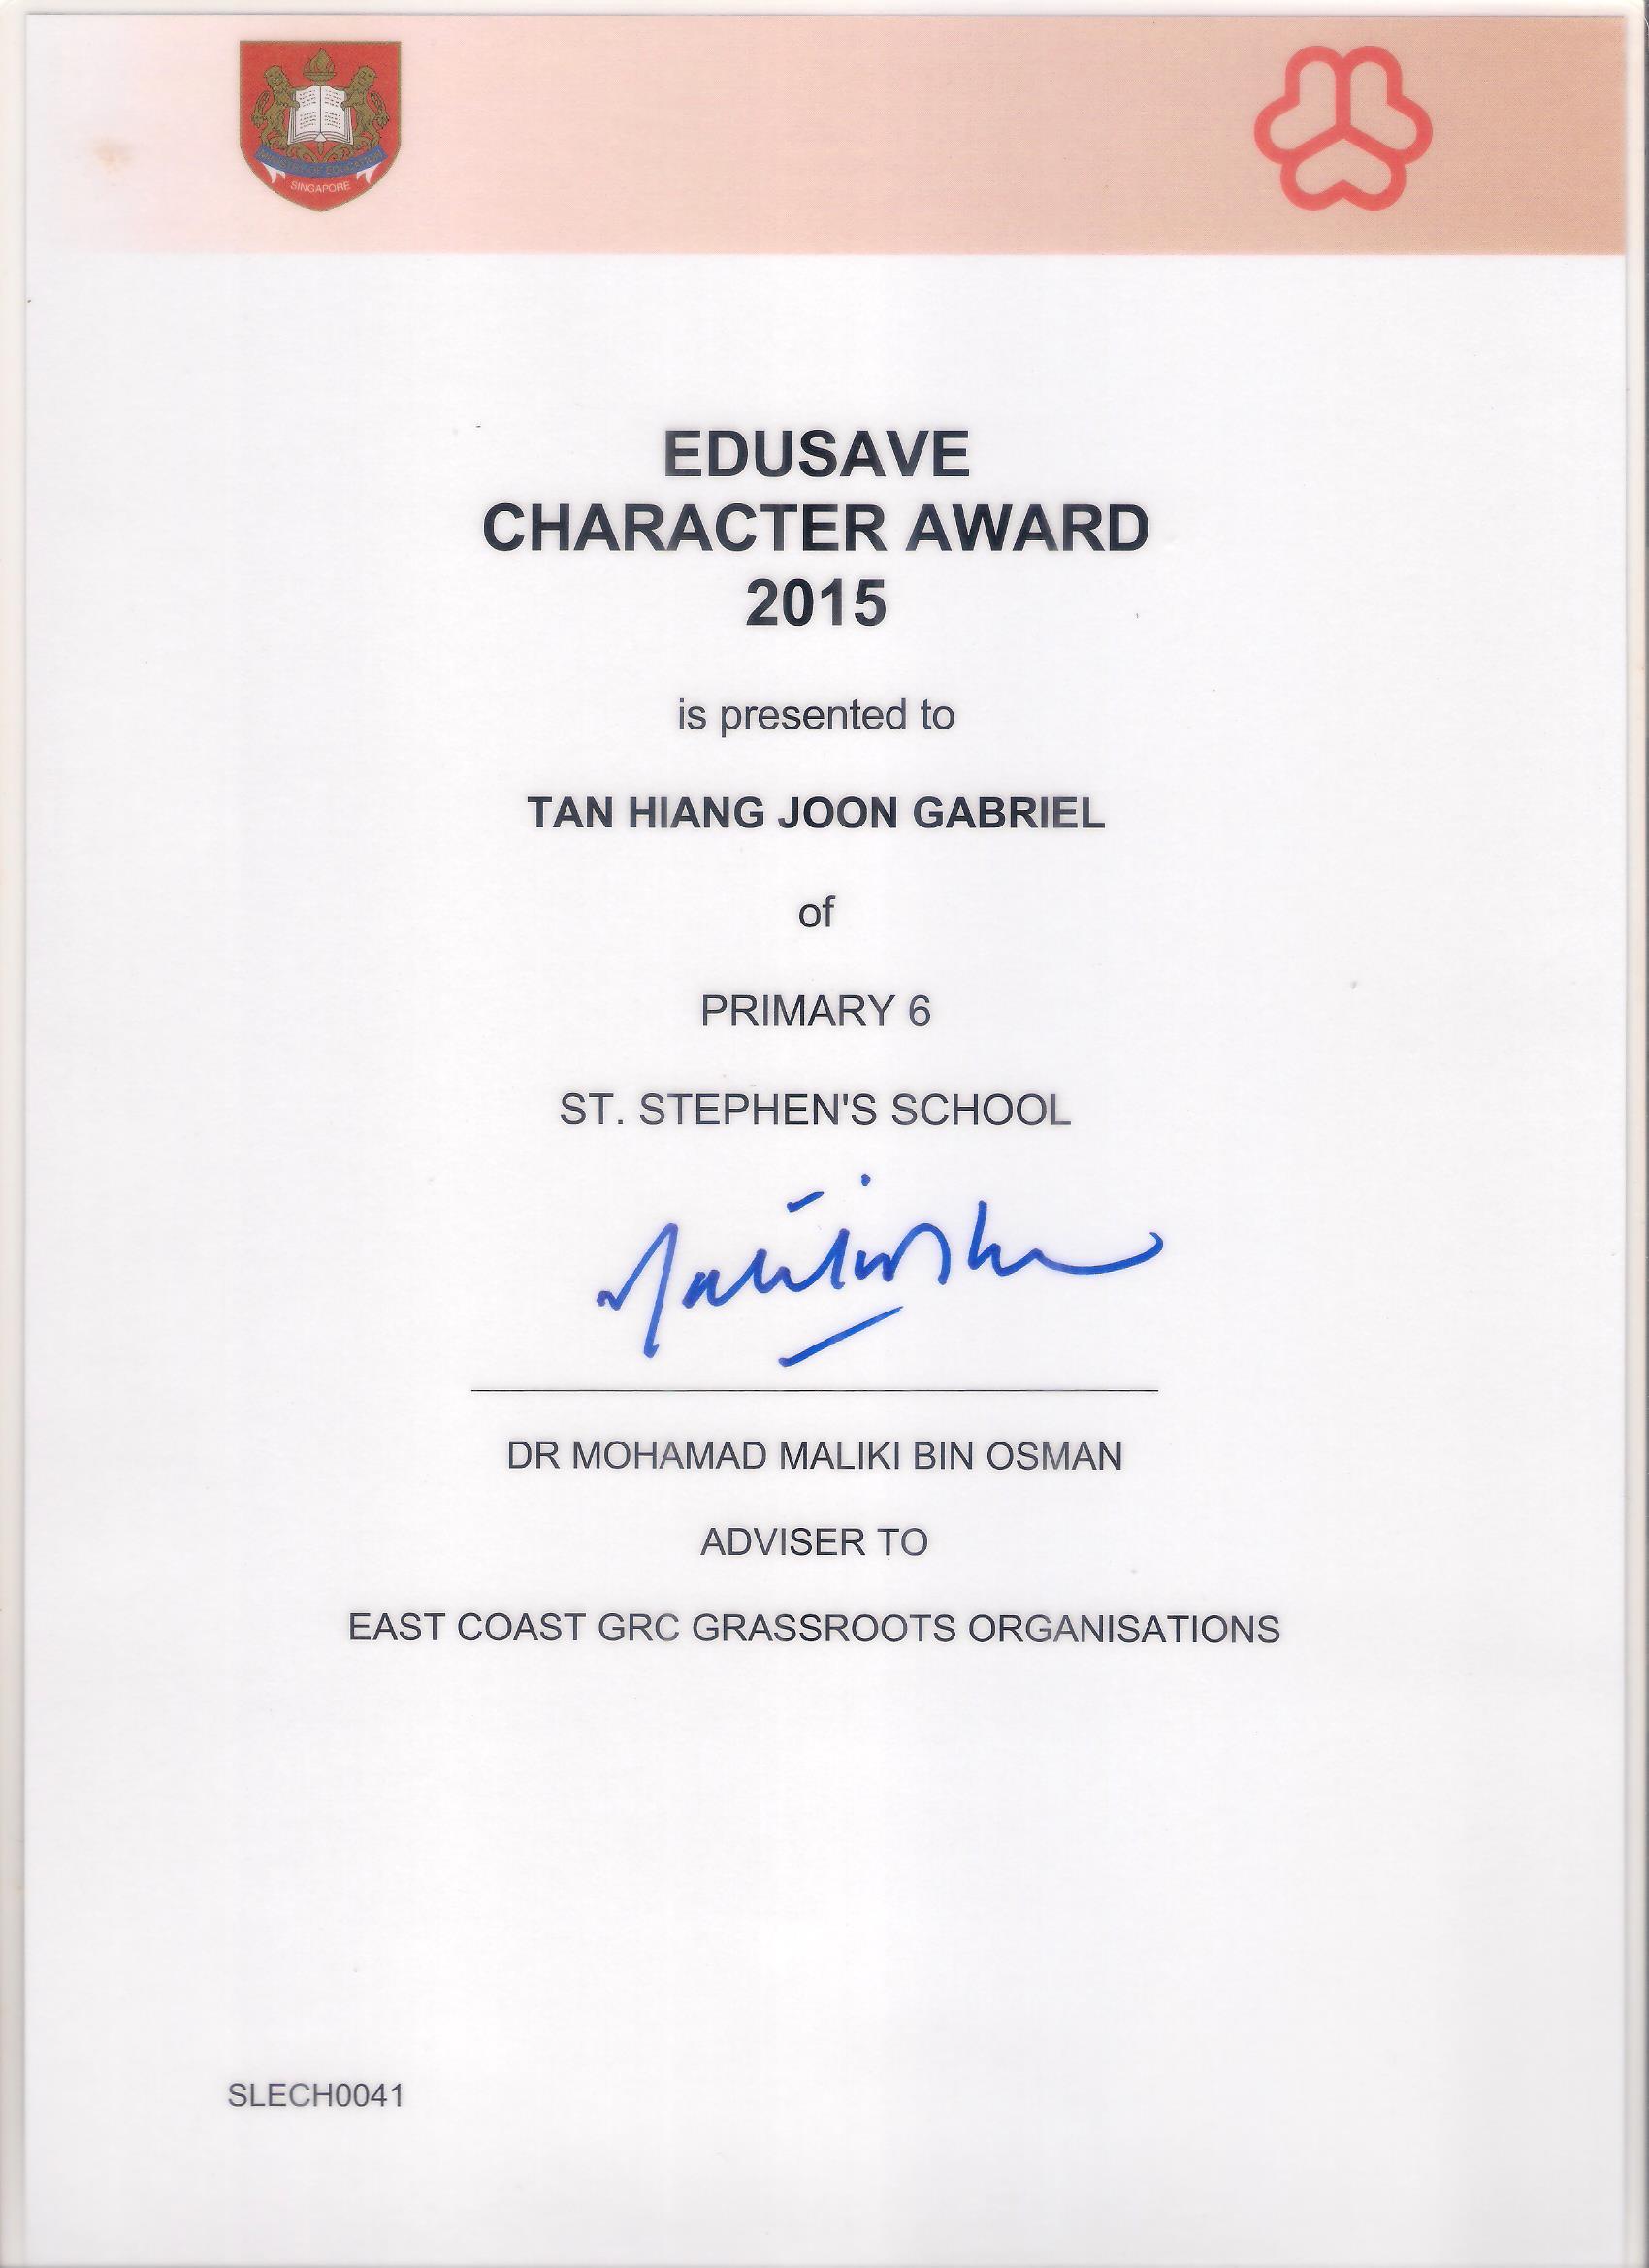 MINISTRY OF EDUCATION
SINGAPORE
EDUSAVE
CHARACTER AWARD
2015
is presented to
TAN HIANG JOON GABRIEL
of
PRIMARY 6
ST. STEPHEN'S SCHOOL
DR MOHAMAD MALIKI BIN OSMAN
ADVISER TO
EAST COAST GRC GRASSROOTS ORGANISATIONS
SLECH0041